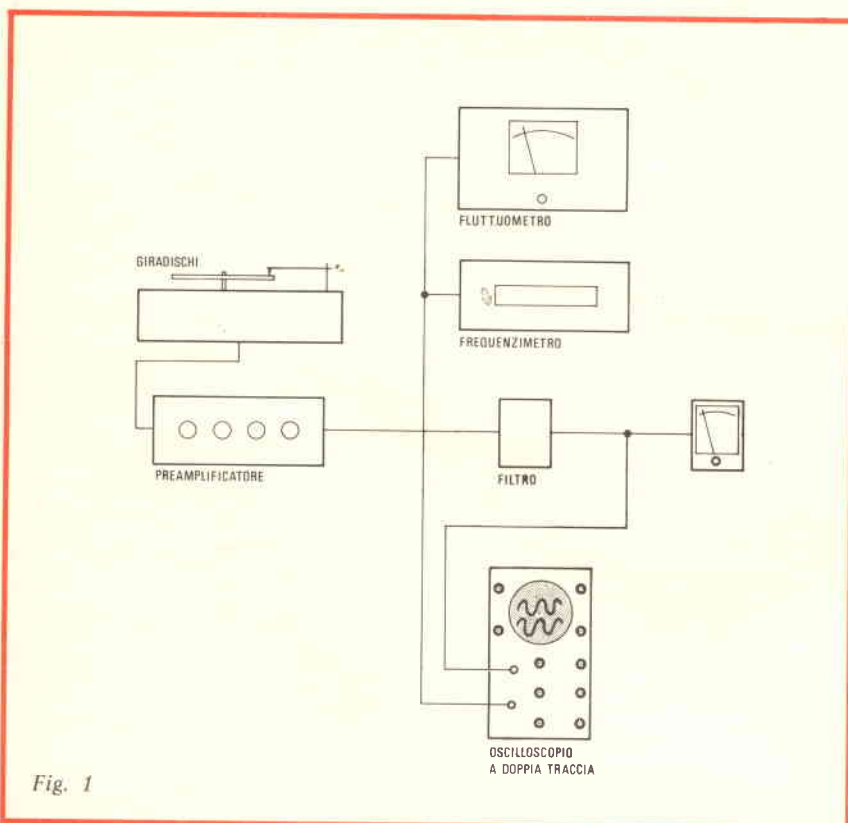 FLUTTUOMETRO
GIRADISCHI
FREQUENZIMETRO
PREAMPLIFICATORE
FILTRO
OSCILLOSCOPIO
A DOPPIA TRACCIA
Fig. 1